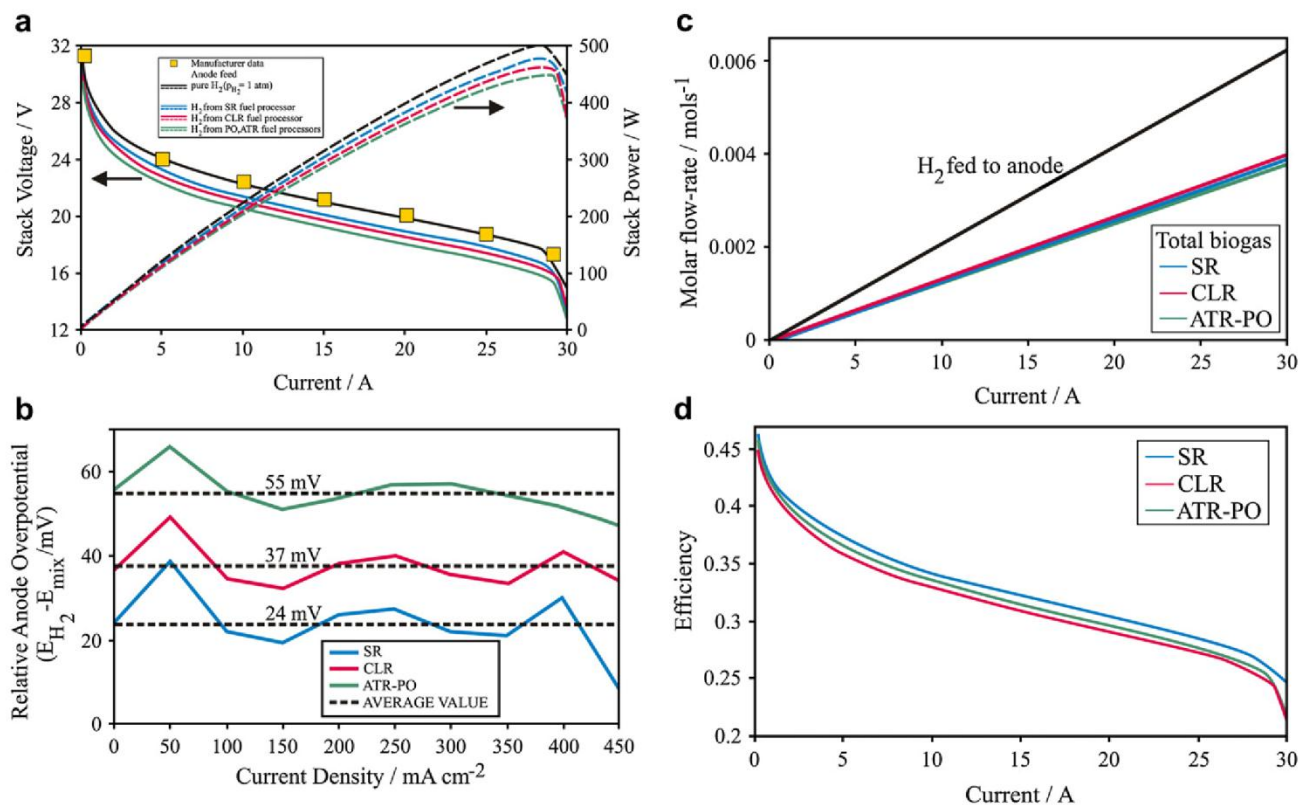 a
Stack Voltage / V
32
28
24
20
16
12
Manufacturer data
Anode feed
pure H2(pH2= 1 atm)
H2from SR fuel processor
H2from CLR fuel processor
H2from PO,ATR fuel processors
500
400
300
200
100
0
Stack Power / W
0
5
10
15
20
25
30
Current / A
b
Relative Anode Overpotential
(EH2-Emix/mV)
60
40
20
0
55 mV
37 mV
24 mV
SR
CLR
ATR-PO
AVERAGE VALUE
0
50
100
150
200
250
300
350
400
450
Current Density / mA cm-2
c
Molar flow-rate / mols-1
0.006
0.004
0.002
0
H2 fed to anode
Total biogas
SR
CLR
ATR-PO
0
5
10
15
20
25
30
Current / A
d
Efficiency
0.45
0.4
0.35
0.3
0.25
0.2
SR
CLR
ATR-PO
0
5
10
15
20
25
30
Current / A